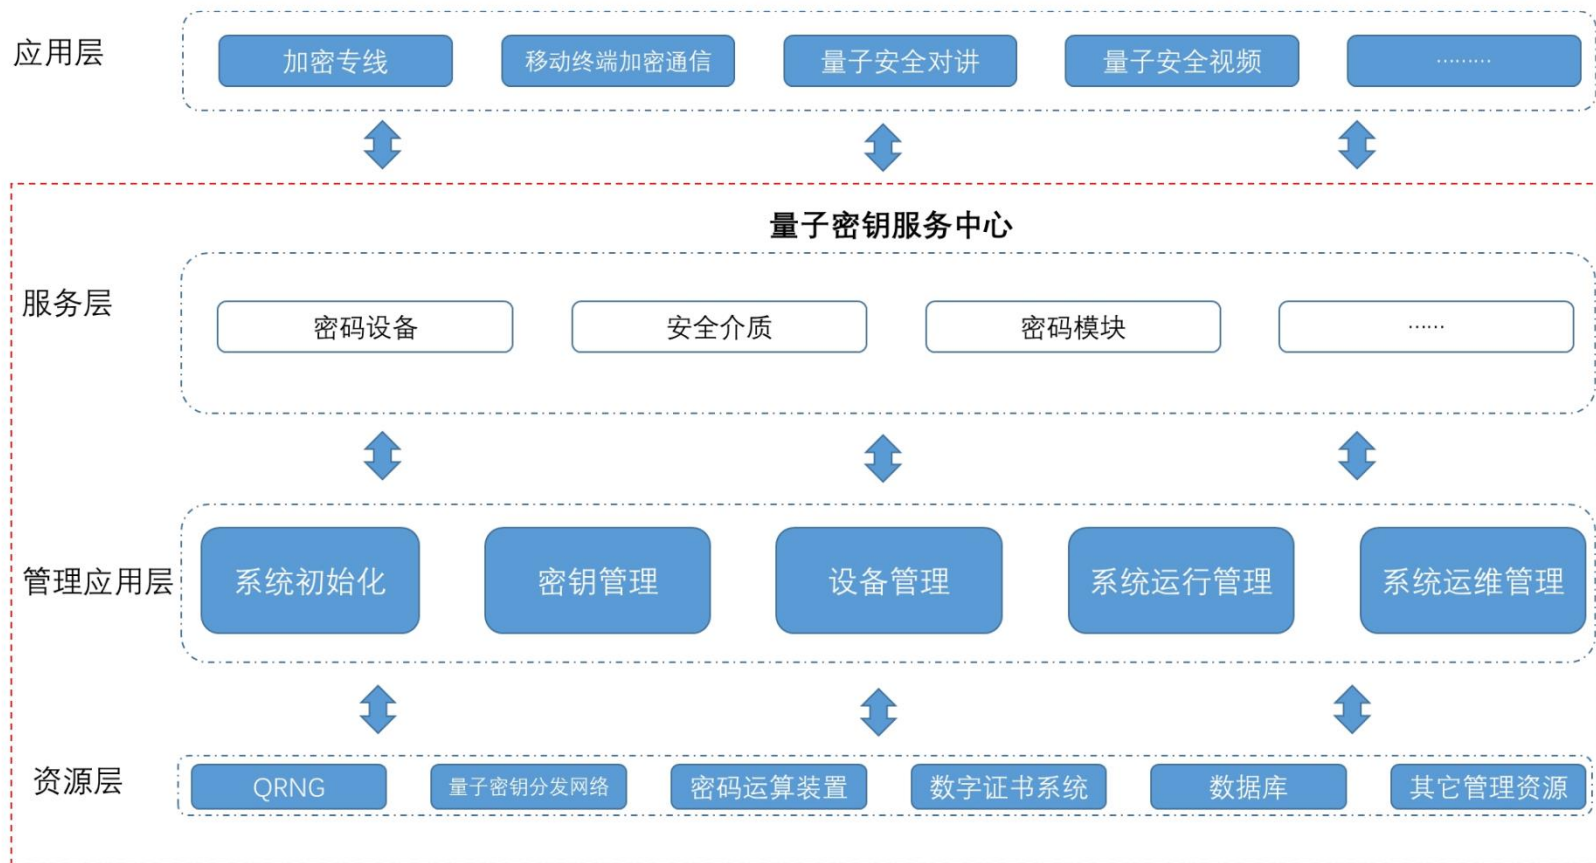 应用层
加密专线
移动终端加密通信
量子安全对讲
量子安全视频
………
量子密钥服务中心
服务层
密码设备
安全介质
密码模块
……
管理应用层
系统初始化
密钥管理
设备管理
系统运行管理
系统运维管理
资源层
QRNG
量子密钥分发网络
密码运算装置
数字证书系统
数据库
其它管理资源